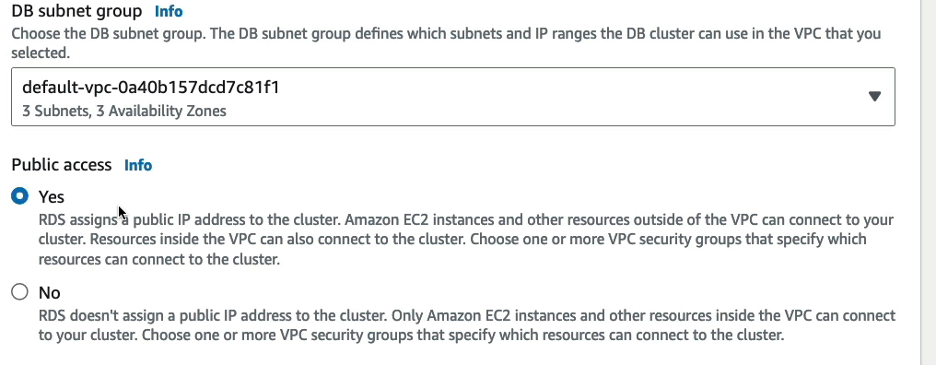 DB subnet group Info
Choose the DB subnet group. The DB subnet group defines which subnets and IP ranges the DB cluster can use in the VPC that you
selected.
default-vpc-0a40b157dcd7c81f1
3 Subnets, 3 Availability Zones
Public access Info
Yes
RDS assigns a public IP address to the cluster. Amazon EC2 instances and other resources outside of the VPC can connect to your
cluster. Resources inside the VPC can also connect to the cluster. Choose one or more VPC security groups that specify which
resources can connect to the cluster.
No
RDS doesn't assign a public IP address to the cluster. Only Amazon EC2 instances and other resources inside the VPC can connect
to your cluster. Choose one or more VPC security groups that specify which resources can connect to the cluster.